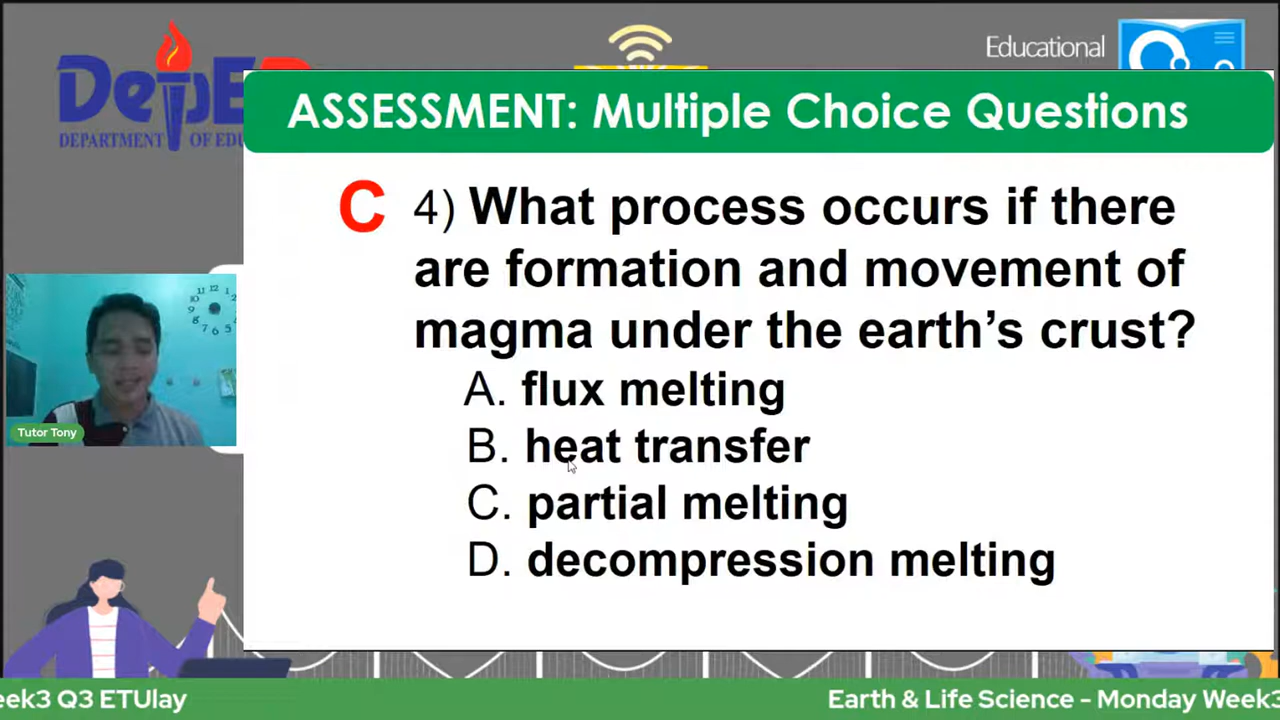 DepE
DEPARTMENT OF EDU
Educational
ASSESSMENT: Multiple Choice Questions
C 4) What process occurs if there
are formation and movement of
magma under the earth's crust?
A. flux melting
B. heat transfer
C. partial melting
D. decompression melting
Tutor Tony
eek3 Q3 ETUlay
Earth & Life Science - Monday Week3